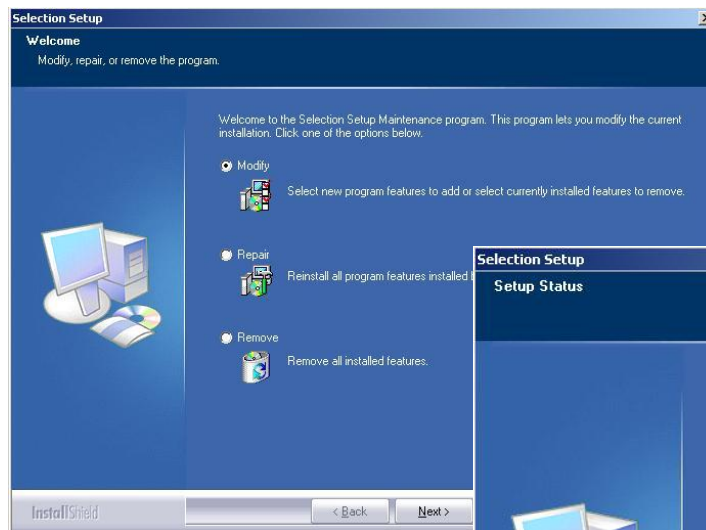 Selection Setup
Welcome
Modify, repair, or remove the program.
Welcome to the Selection Setup Maintenance program. This program lets you modify the current
installation. Click one of the options below.
Modify
Select new program features to add or select currently installed features to remove.
Repair
Reinstall all program features installed
Remove
Remove all installed features.
InstallShield
< Back
Next >
Selection Setup
Setup Status